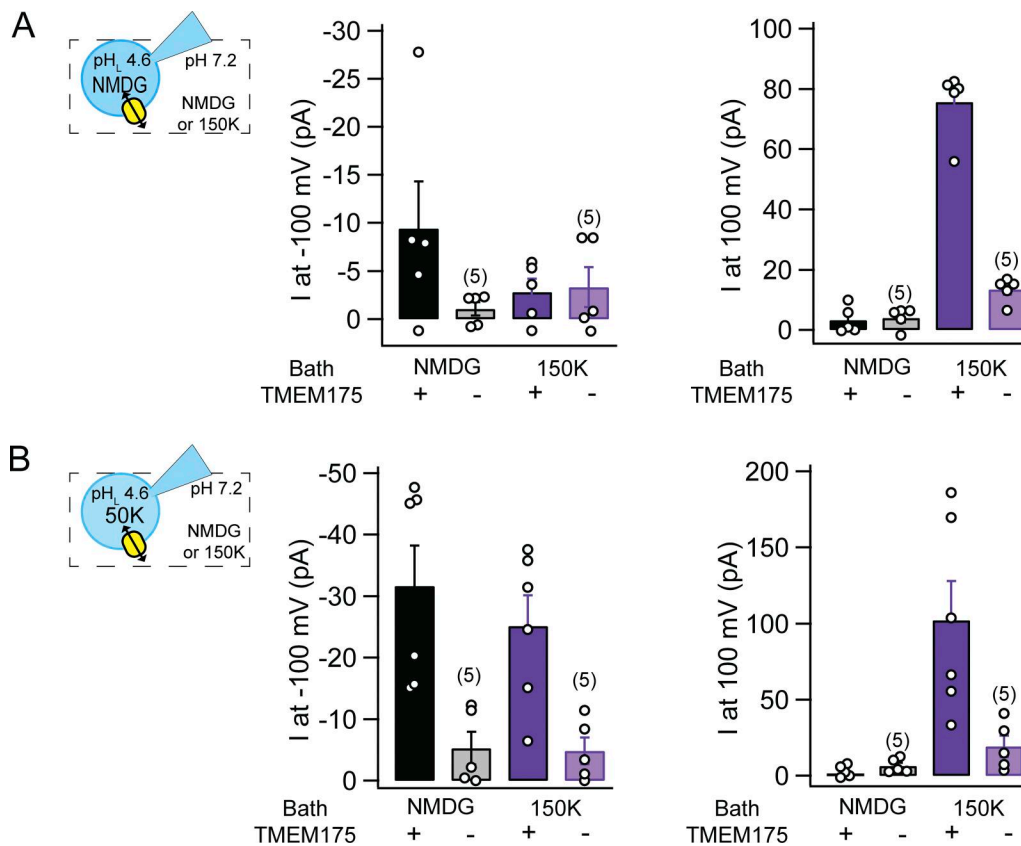 A
pHL 4.6
pH 7.2
NMDG
NMDG
or 150K
I at -100 mV (pA)
-30
-25
-20
-15
-10
-5
0
(5)
(5)
Bath NMDG 150K
TMEM175 + - + -
I at 100 mV (pA)
100
80
60
40
20
0
(5)
(5)
NMDG 150K
+ - + -
B
pHL 4.6
pH 7.2
50K
NMDG
or 150K
I at -100 mV (pA)
-50
-40
-30
-20
-10
0
(5)
(5)
Bath NMDG 150K
TMEM175 + - + -
I at 100 mV (pA)
200
150
100
50
0
(5)
(5)
Bath NMDG 150K
TMEM175 + - + -